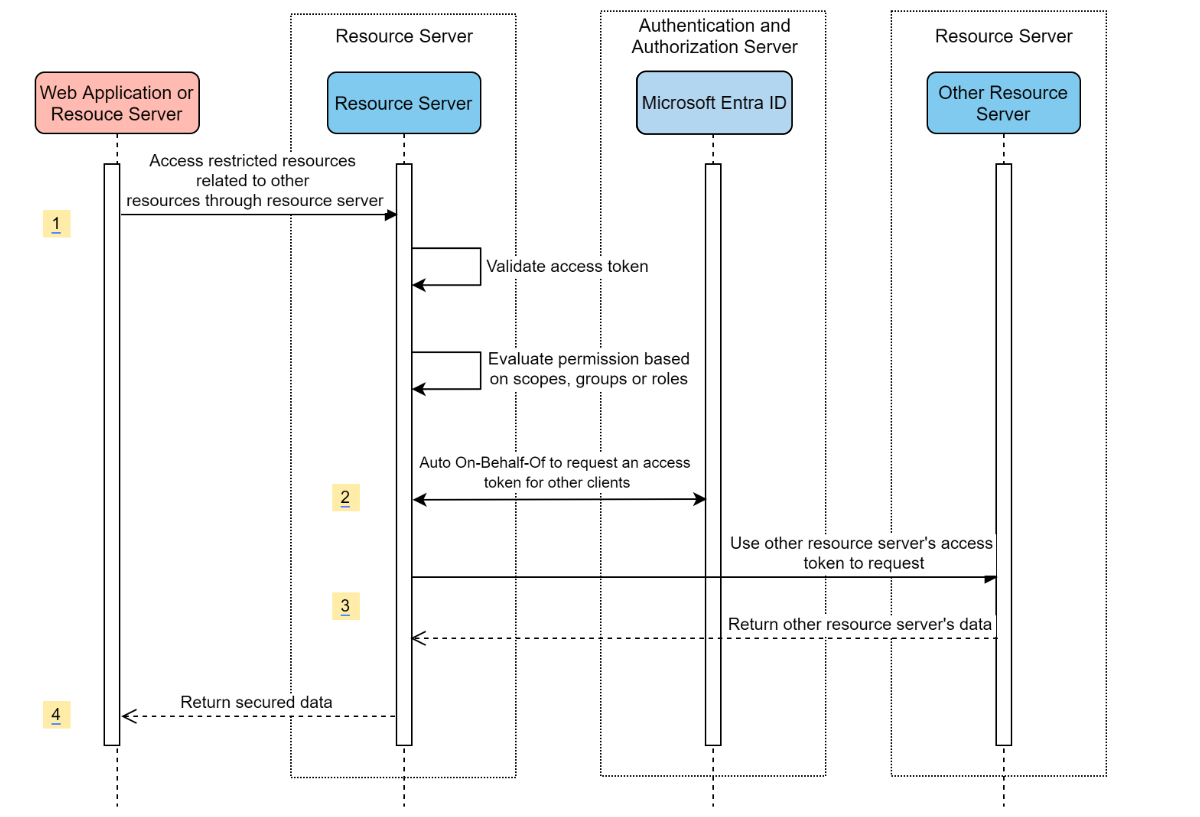 Resource Server
Authentication and
Authorization Server
Resource Server
Web Application or
Resouce Server
Resource Server
Microsoft Entra ID
Other Resource
Server
Access restricted resources
related to other
resources through resource server
1
Validate access token
Evaluate permission based
on scopes, groups or roles
Auto On-Behalf-Of to request an access
token for other clients
2
Use other resource server's access
token to request
3
Return other resource server's data
Return secured data
4